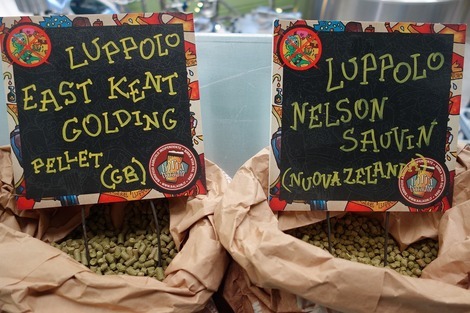 LUPPOLO
EAST KENT
GOLDING
PELLET (GB)
LUPPOLO
NELSON
SAUVIN
(NUOVA ZELANDA)